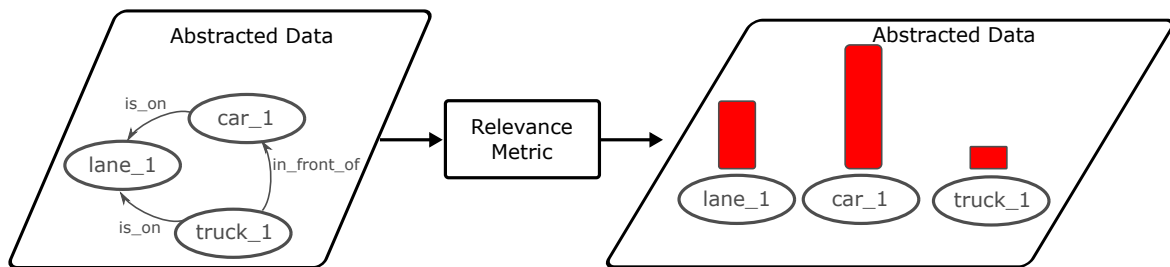 Abstracted Data
is_on
car_1
lane_1
in_front_of
is_on
truck_1
Relevance
Metric
Abstracted Data
lane_1
car_1
truck_1